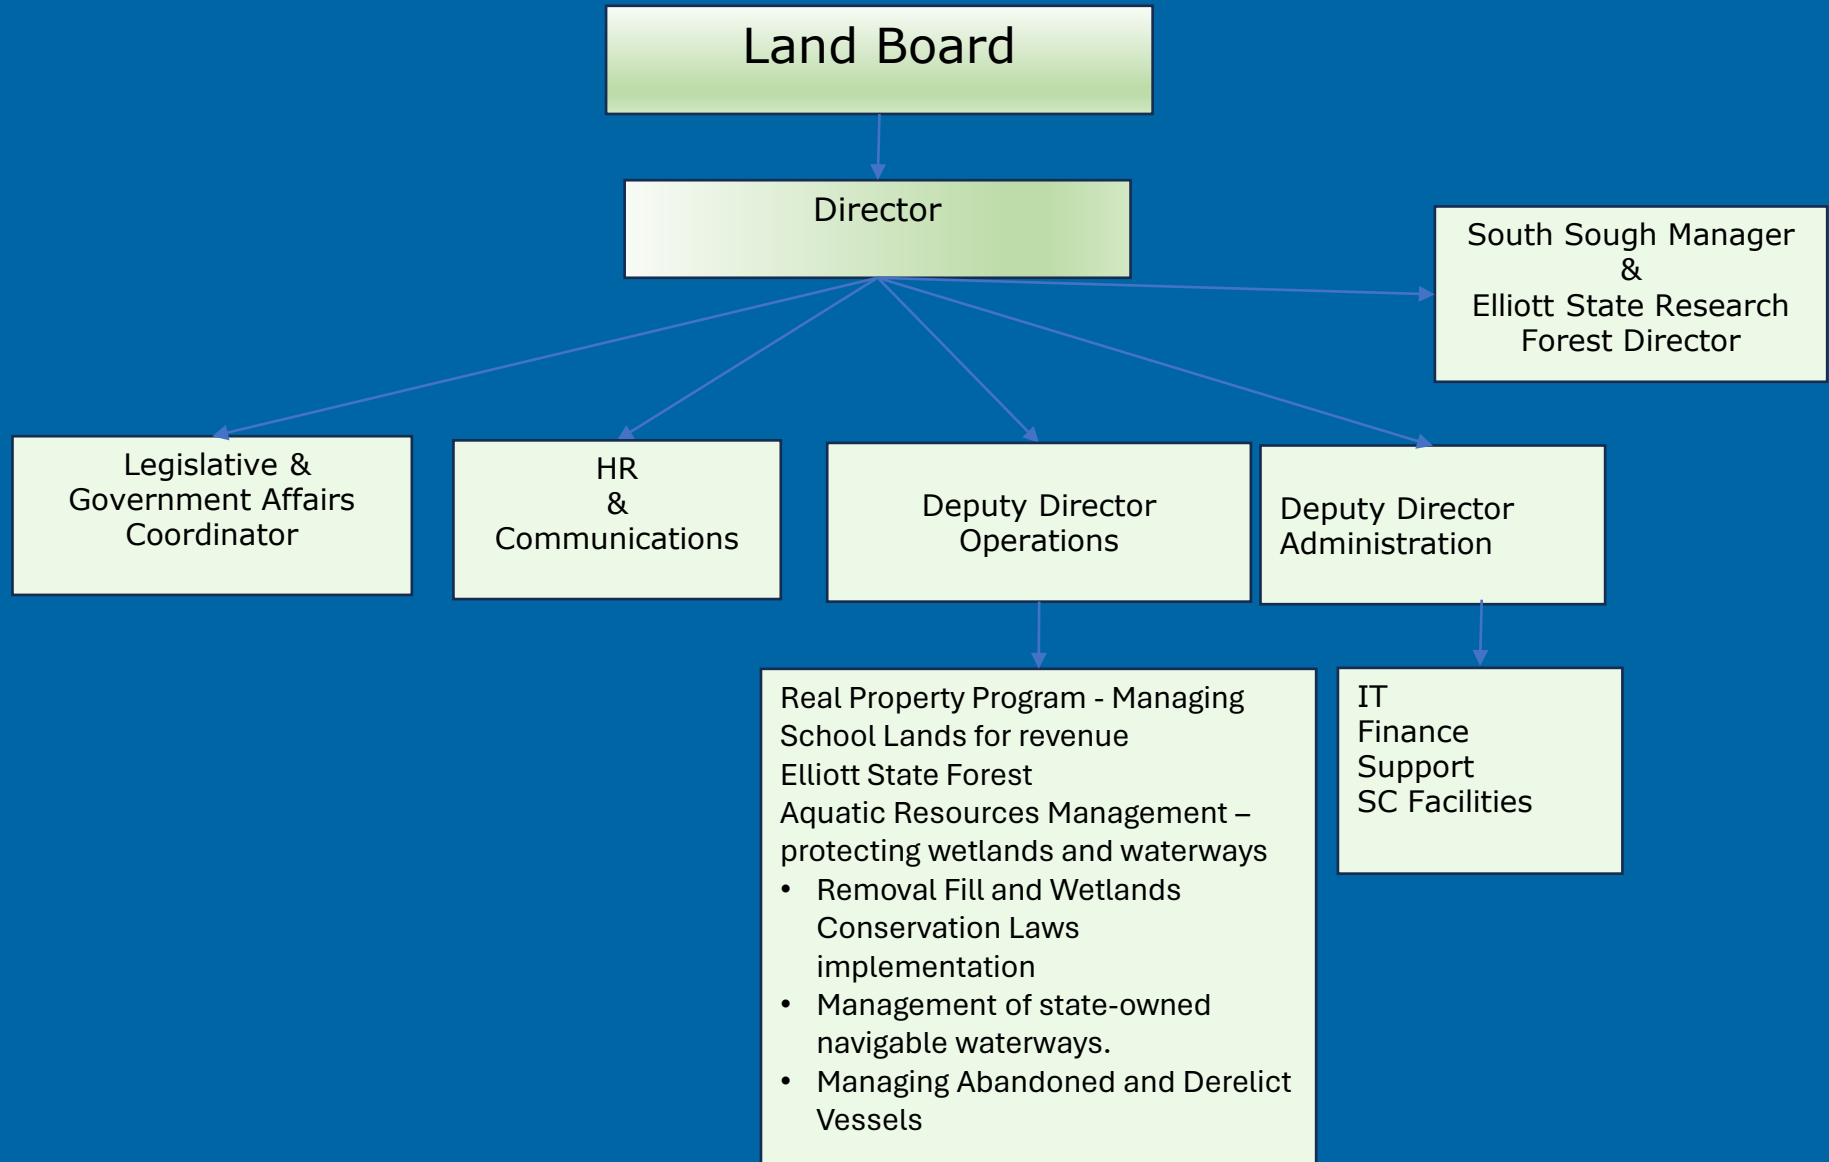 Land Board
Director
South Sough Manager
&
Elliott State Research
Forest Director
Legislative &
Government Affairs
Coordinator
HR
&
Communications
Deputy Director
Operations
Deputy Director
Administration
Real Property Program - Managing
School Lands for revenue
Elliott State Forest
Aquatic Resources Management –
protecting wetlands and waterways
• Removal Fill and Wetlands
Conservation Laws
implementation
• Management of state-owned
navigable waterways.
• Managing Abandoned and Derelict
Vessels
IT
Finance
Support
SC Facilities